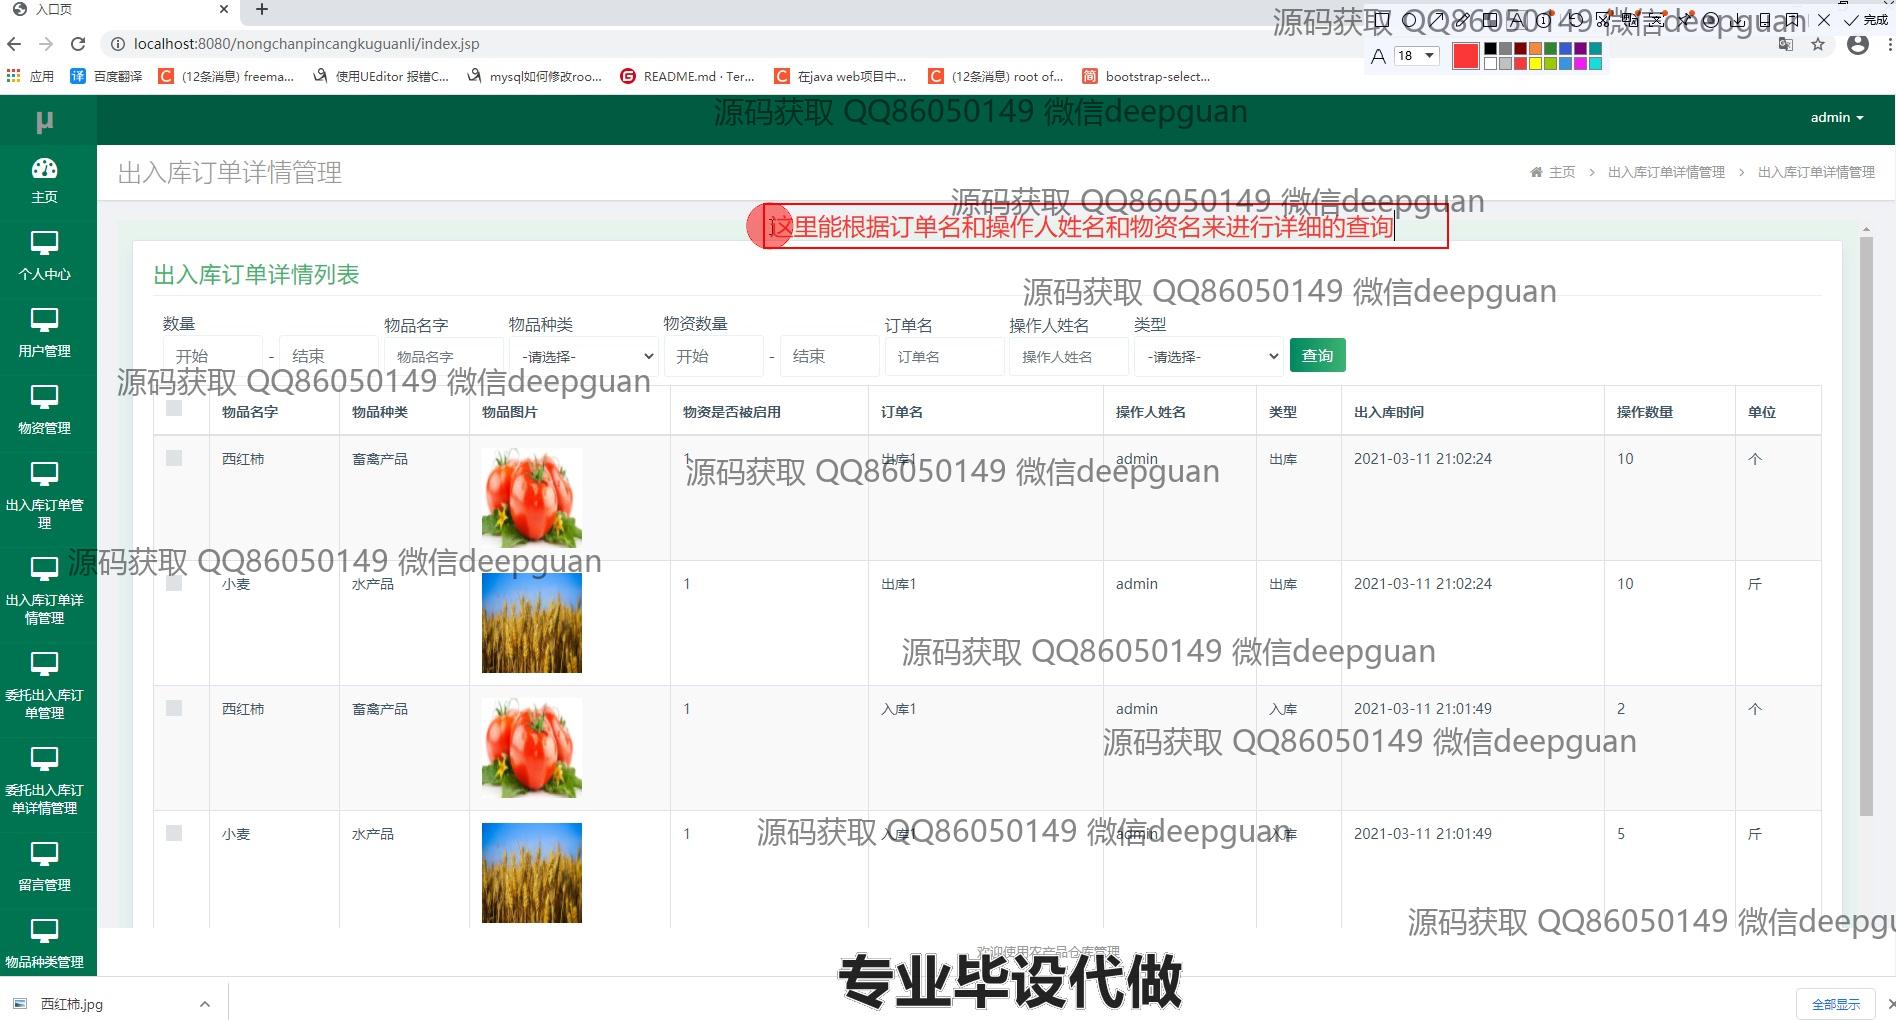 入口页
localhost:8080/nongchanpincangkuguanli/index.jsp
完成
18
应用 百度翻译 (12条消息) freema... 使用UEditor 报错C... mysql如何修改roo... README.md · Ter... 在java web项目中... (12条消息) root of... bootstrap-select...
源码获取 QQ86050149 微信deepguan
源码获取 QQ86050149 微信deepguan
μ
admin
出入库订单详情管理
主页 > 出入库订单详情管理 > 出入库订单详情管理
源码获取 QQ86050149 微信deepguan
这里能根据订单名和操作人姓名和物资名来进行详细的查询
出入库订单详情列表
源码获取 QQ86050149 微信deepguan
数量 物品名字 物品种类 物资数量 订单名 操作人姓名 类型
开始 - 结束 物品名字 -请选择- 开始 - 结束 订单名 操作人姓名 -请选择- 查询
源码获取 QQ86050149 微信deepguan
物品名字 物品种类 物品图片 物资是否被启用 订单名 操作人姓名 类型 出入库时间 操作数量 单位
西红柿 畜禽产品 1 出库1 admin 出库 2021-03-11 21:02:24 10 个
源码获取 QQ86050149 微信deepguan
源码获取 QQ86050149 微信deepguan
小麦 水产品 1 出库1 admin 出库 2021-03-11 21:02:24 10 斤
源码获取 QQ86050149 微信deepguan
西红柿 畜禽产品 1 入库1 admin 入库 2021-03-11 21:01:49 2 个
源码获取 QQ86050149 微信deepguan
小麦 水产品 1 入库1 admin 入库 2021-03-11 21:01:49 5 斤
源码获取 QQ86050149 微信deepguan
源码获取 QQ86050149 微信deepgu
主页
个人中心
用户管理
物资管理
出入库订单管
理
出入库订单详
情管理
委托出入库订
单管理
委托出入库订
单详情管理
留言管理
物品种类管理
欢迎使用农产品仓库管理
专业毕设代做
西红柿.jpg
全部显示